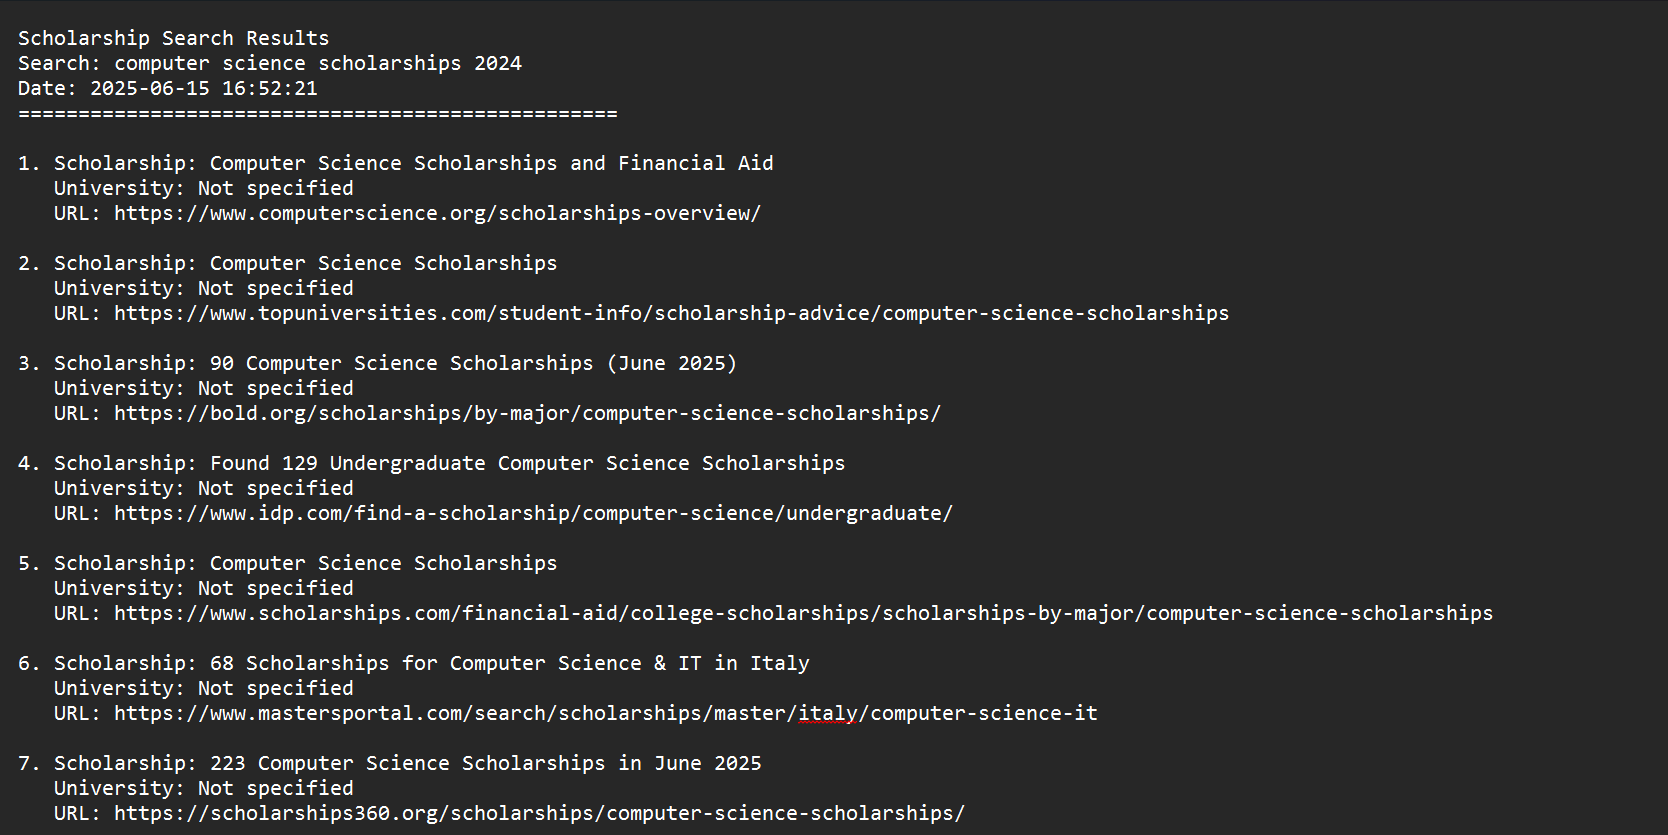 Scholarship Search Results
Search: computer science scholarships 2024
Date: 2025-06-15 16:52:21
==================================================
1. Scholarship: Computer Science Scholarships and Financial Aid
University: Not specified
URL: https://www.computerscience.org/scholarships-overview/
2. Scholarship: Computer Science Scholarships
University: Not specified
URL: https://www.topuniversities.com/student-info/scholarship-advice/computer-science-scholarships
3. Scholarship: 90 Computer Science Scholarships (June 2025)
University: Not specified
URL: https://bold.org/scholarships/by-major/computer-science-scholarships/
4. Scholarship: Found 129 Undergraduate Computer Science Scholarships
University: Not specified
URL: https://www.idp.com/find-a-scholarship/computer-science/undergraduate/
5. Scholarship: Computer Science Scholarships
University: Not specified
URL: https://www.scholarships.com/financial-aid/college-scholarships/scholarships-by-major/computer-science-scholarships
6. Scholarship: 68 Scholarships for Computer Science & IT in Italy
University: Not specified
URL: https://www.mastersportal.com/search/scholarships/master/italy/computer-science-it
7. Scholarship: 223 Computer Science Scholarships in June 2025
University: Not specified
URL: https://scholarships360.org/scholarships/computer-science-scholarships/